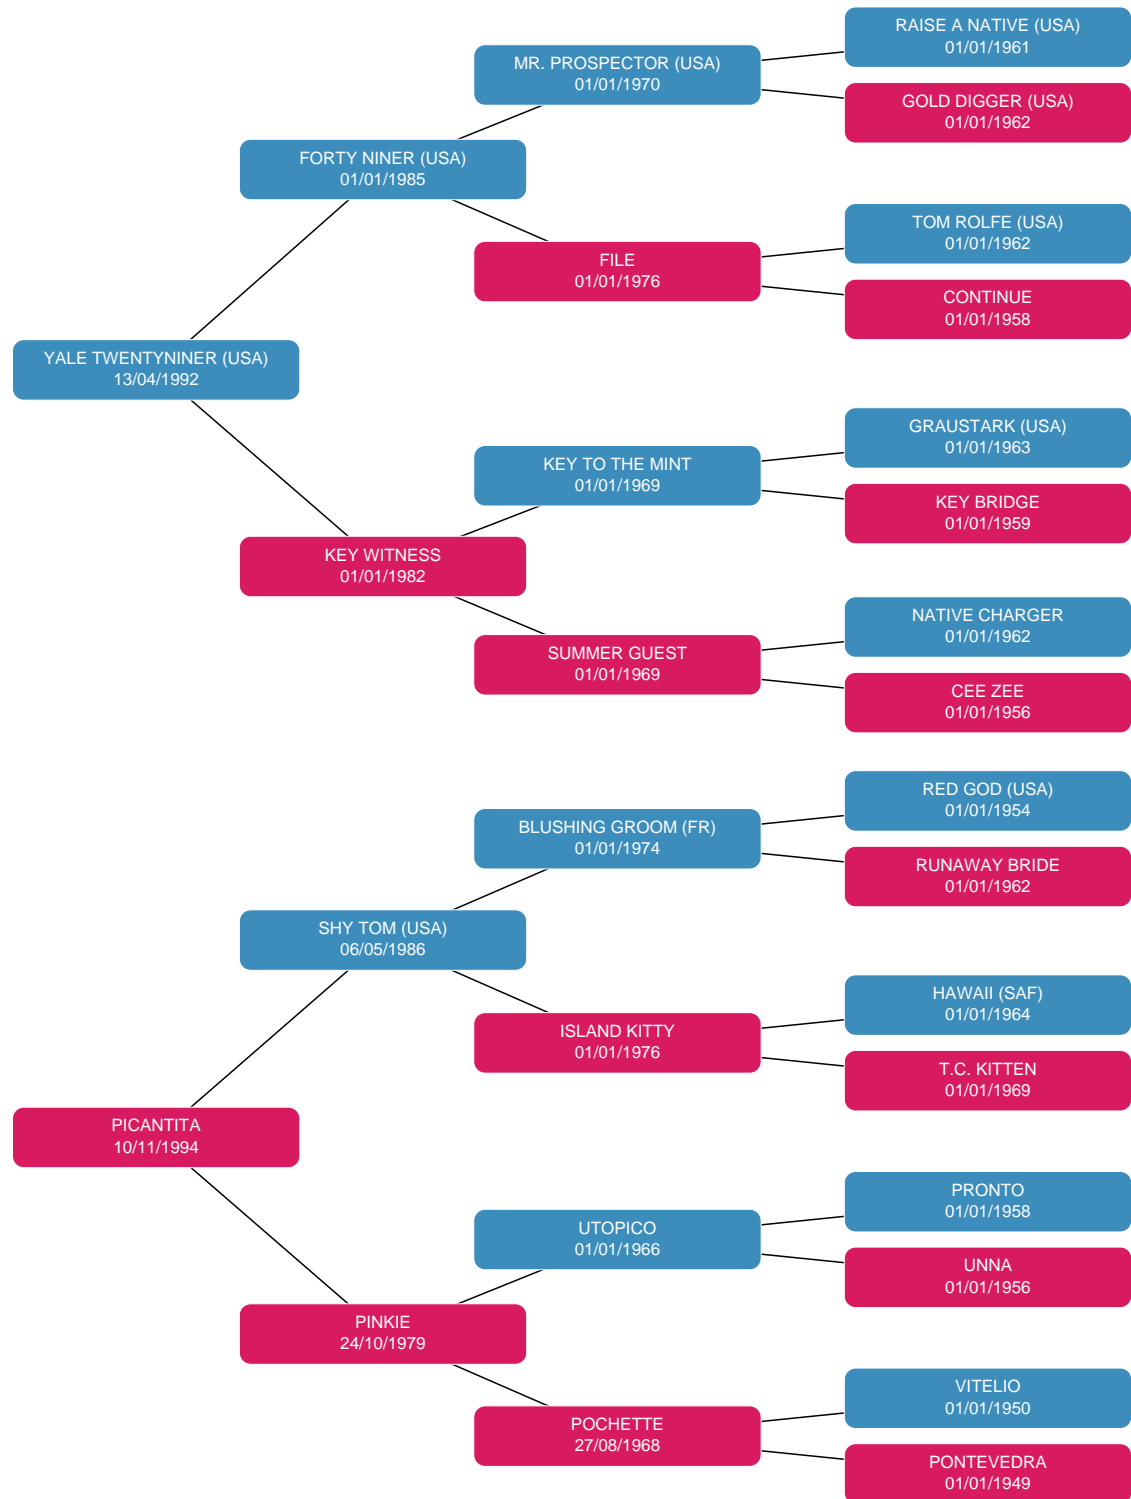 RAISE A NATIVE (USA)
01/01/1961
MR. PROSPECTOR (USA)
01/01/1970
GOLD DIGGER (USA)
01/01/1962
FORTY NINER (USA)
01/01/1985
TOM ROLFE (USA)
01/01/1962
FILE
01/01/1976
CONTINUE
01/01/1958
YALE TWENTYNINER (USA)
13/04/1992
GRAUSTARK (USA)
01/01/1963
KEY TO THE MINT
01/01/1969
KEY BRIDGE
01/01/1959
KEY WITNESS
01/01/1982
NATIVE CHARGER
01/01/1962
SUMMER GUEST
01/01/1969
CEE ZEE
01/01/1956
RED GOD (USA)
01/01/1954
BLUSHING GROOM (FR)
01/01/1974
RUNAWAY BRIDE
01/01/1962
SHY TOM (USA)
06/05/1986
HAWAII (SAF)
01/01/1964
ISLAND KITTY
01/01/1976
T.C. KITTEN
01/01/1969
PICANTITA
10/11/1994
PRONTO
01/01/1958
UTOPICO
01/01/1966
UNNA
01/01/1956
PINKIE
24/10/1979
VITELIO
01/01/1950
POCHETTE
27/08/1968
PONTEVEDRA
01/01/1949